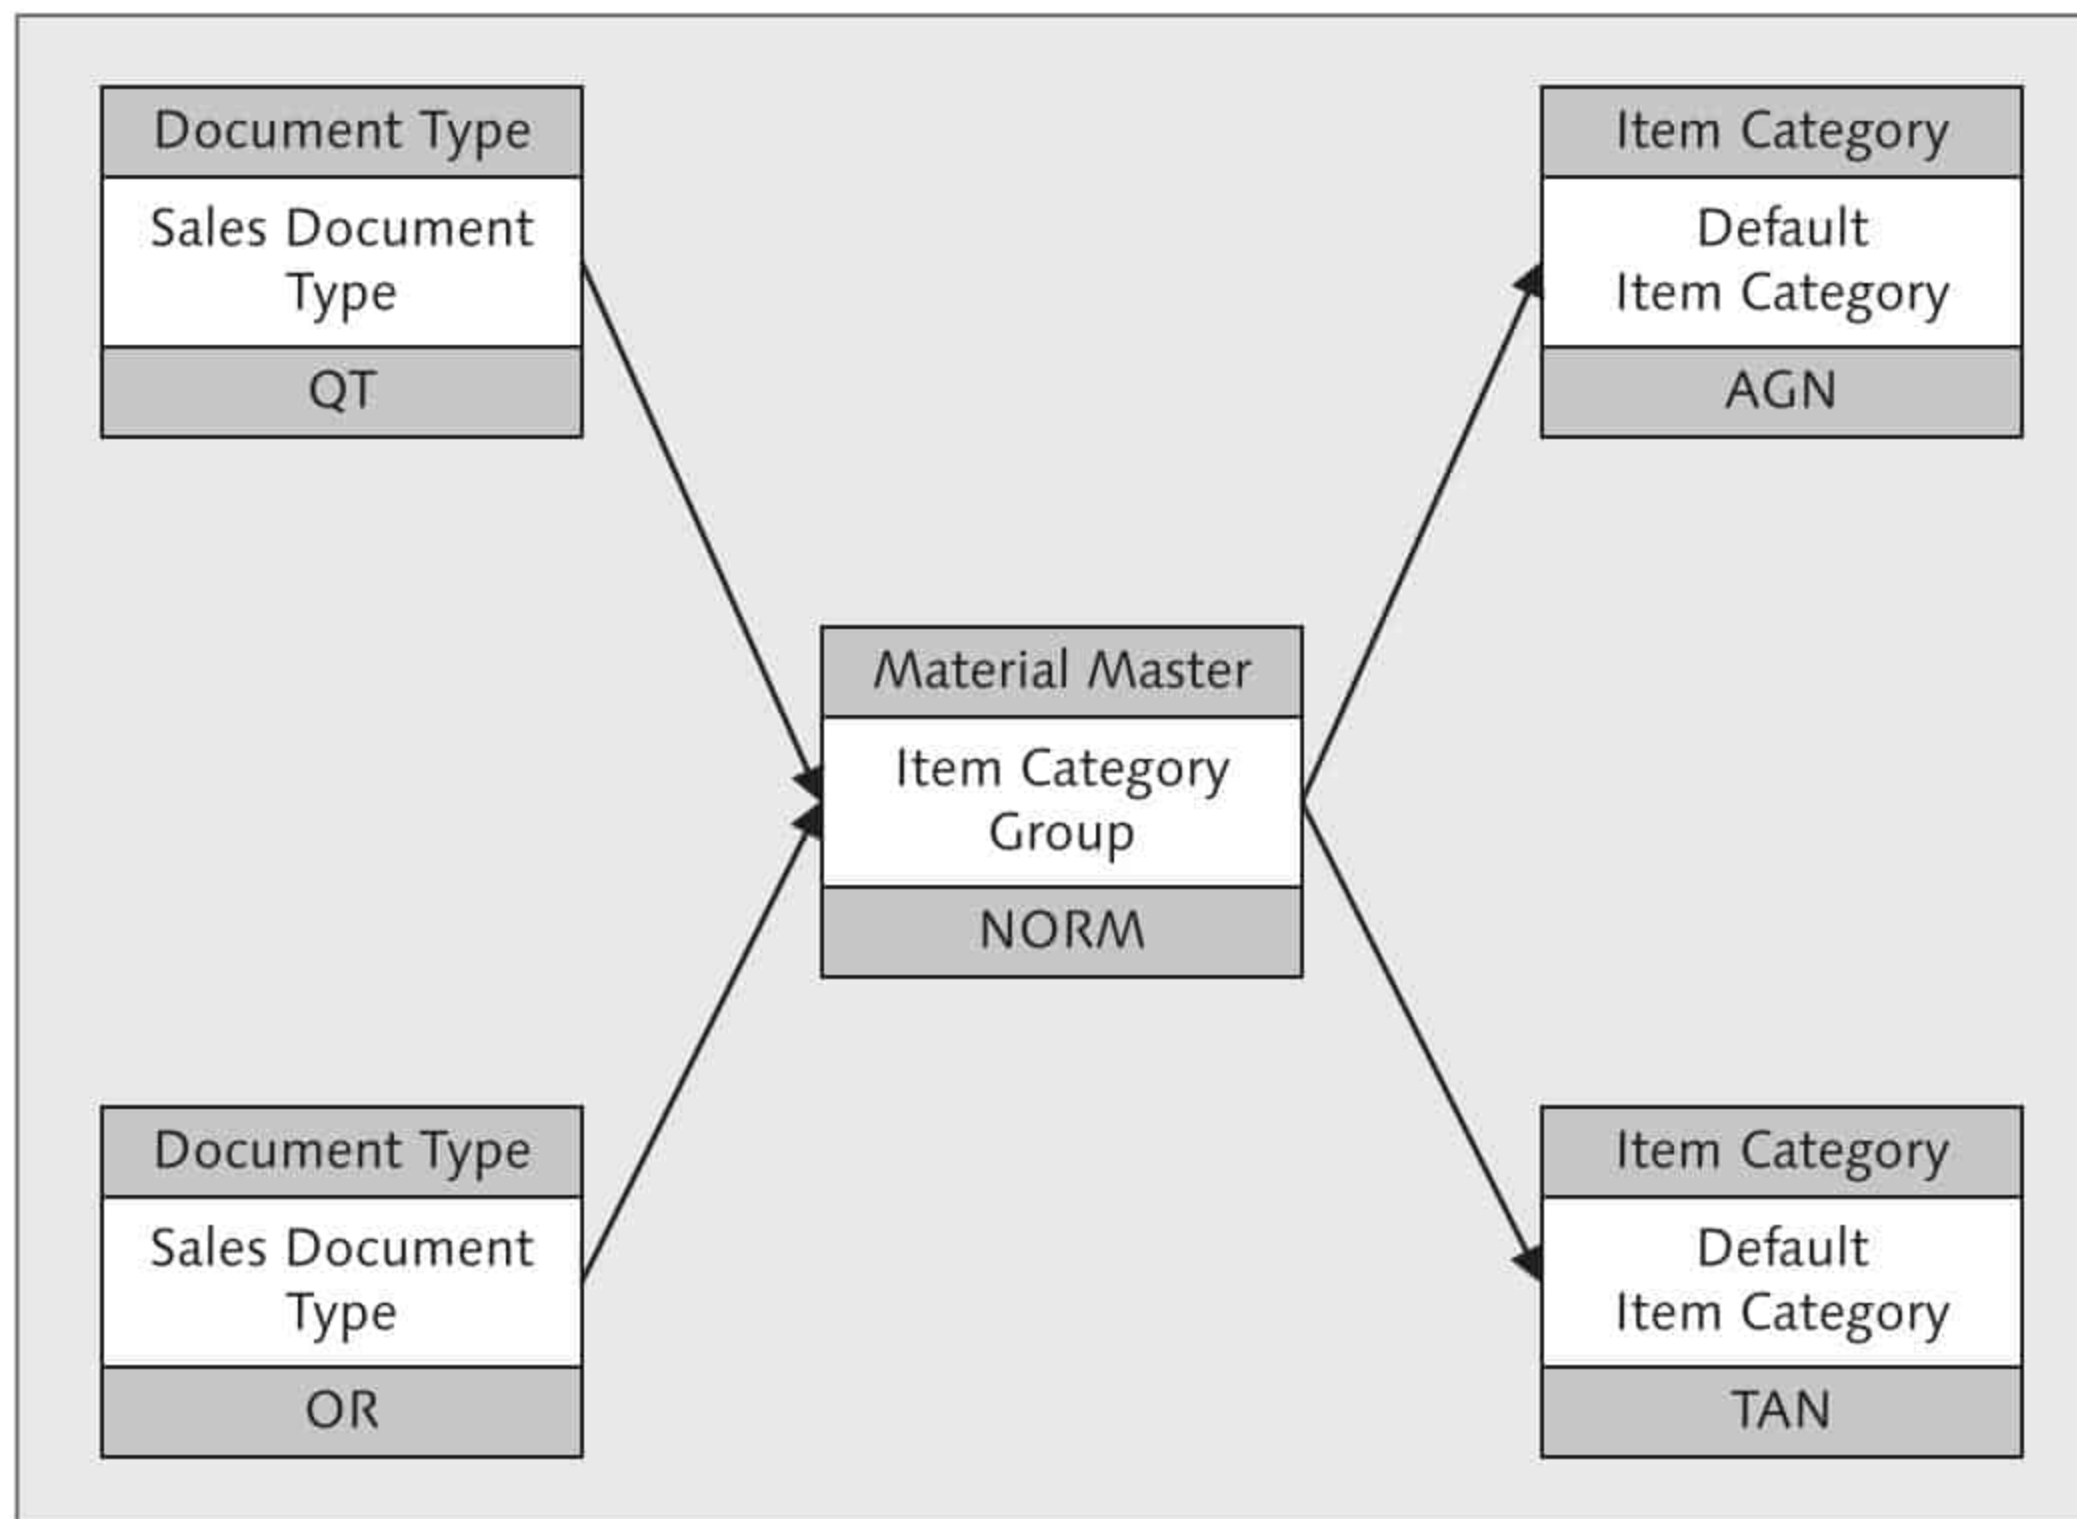 Document Type
Sales Document
Type
QT
Item Category
Default
Item Category
AGN
Material Master
Item Category
Group
NORM
Document Type
Sales Document
Type
OR
Item Category
Default
Item Category
TAN